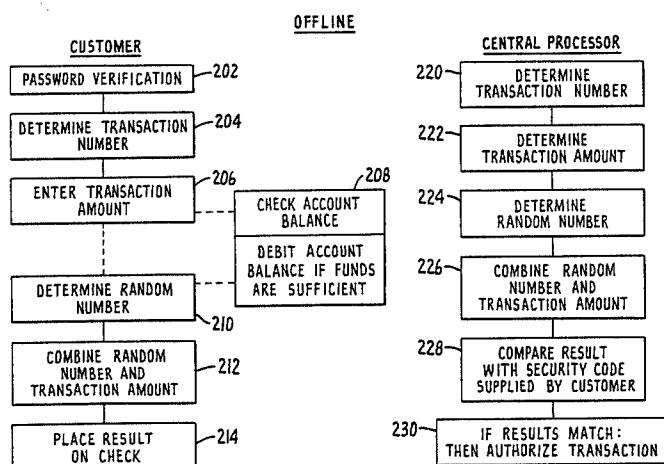 OFFLINE
CUSTOMER
PASSWORD VERIFICATION
202
DETERMINE TRANSACTION
NUMBER
204
ENTER TRANSACTION
AMOUNT
206
208
CHECK ACCOUNT
BALANCE
DEBIT ACCOUNT
BALANCE IF FUNDS
ARE SUFFICIENT
DETERMINE RANDOM
NUMBER
210
COMBINE RANDOM
NUMBER AND
TRANSACTION AMOUNT
212
PLACE RESULT
ON CHECK
214
CENTRAL PROCESSOR
220
DETERMINE
TRANSACTION NUMBER
222
DETERMINE
TRANSACTION AMOUNT
224
DETERMINE
RANDOM NUMBER
226
COMBINE RANDOM
NUMBER AND
TRANSACTION AMOUNT
228
COMPARE RESULT
WITH SECURITY CODE
SUPPLIED BY CUSTOMER
230
IF RESULTS MATCH:
THEN AUTHORIZE TRANSACTION